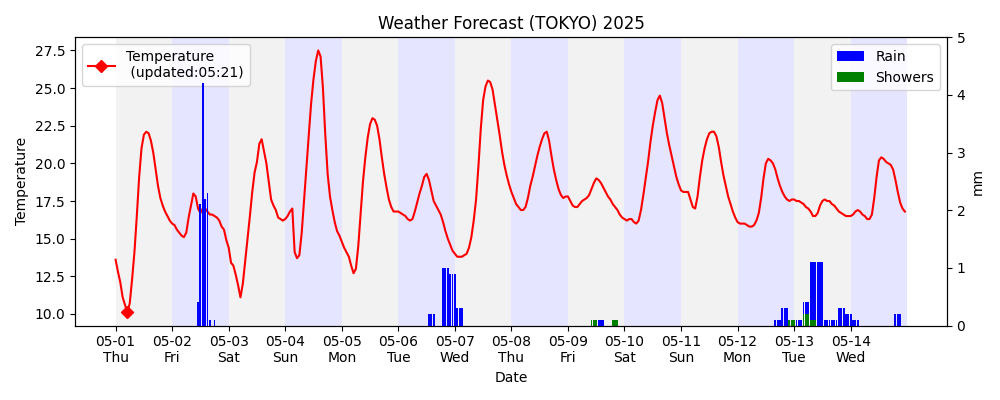 Weather Forecast (TOKYO) 2025
Temperature
(updated:05:21)
Rain
Showers
Temperature
27.5
25.0
22.5
20.0
17.5
15.0
12.5
10.0
5
4
3
2
1
0
mm
05-01 05-02 05-03 05-04 05-05 05-06 05-07 05-08 05-09 05-10 05-11 05-12 05-13 05-14
Thu Fri Sat Sun Mon Tue Wed Thu Fri Sat Sun Mon Tue Wed
Date